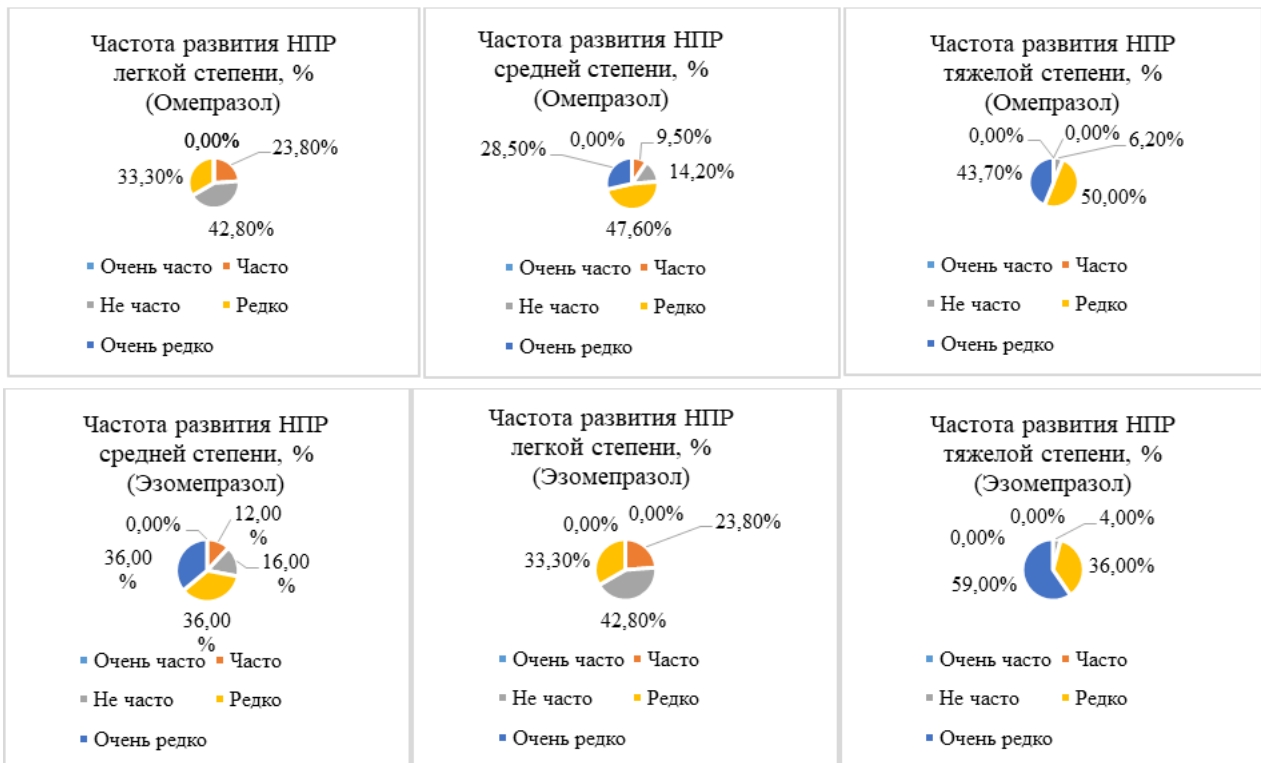 Частота развития НПР
легкой степени, %
(Омепразол)
0,00%
23,80%
33,30%
42,80%
Очень часто
Часто
Не часто
Редко
Очень редко
Частота развития НПР
средней степени, %
(Омепразол)
0,00%
9,50%
28,50%
14,20%
47,60%
Очень часто
Часто
Не часто
Редко
Очень редко
Частота развития НПР
тяжелой степени, %
(Омепразол)
0,00%
0,00%
6,20%
43,70%
50,00%
Очень часто
Часто
Не часто
Редко
Очень редко
Частота развития НПР
средней степени, %
(Эзомепразол)
0,00%
12,00
%
36,00
%
16,00
%
36,00
%
Очень часто
Часто
Не часто
Редко
Очень редко
Частота развития НПР
легкой степени, %
(Эзомепразол)
0,00%
0,00%
23,80%
33,30%
42,80%
Очень часто
Часто
Не часто
Редко
Очень редко
Частота развития НПР
тяжелой степени, %
(Эзомепразол)
0,00%
4,00%
0,00%
36,00%
59,00%
Очень часто
Часто
Не часто
Редко
Очень редко